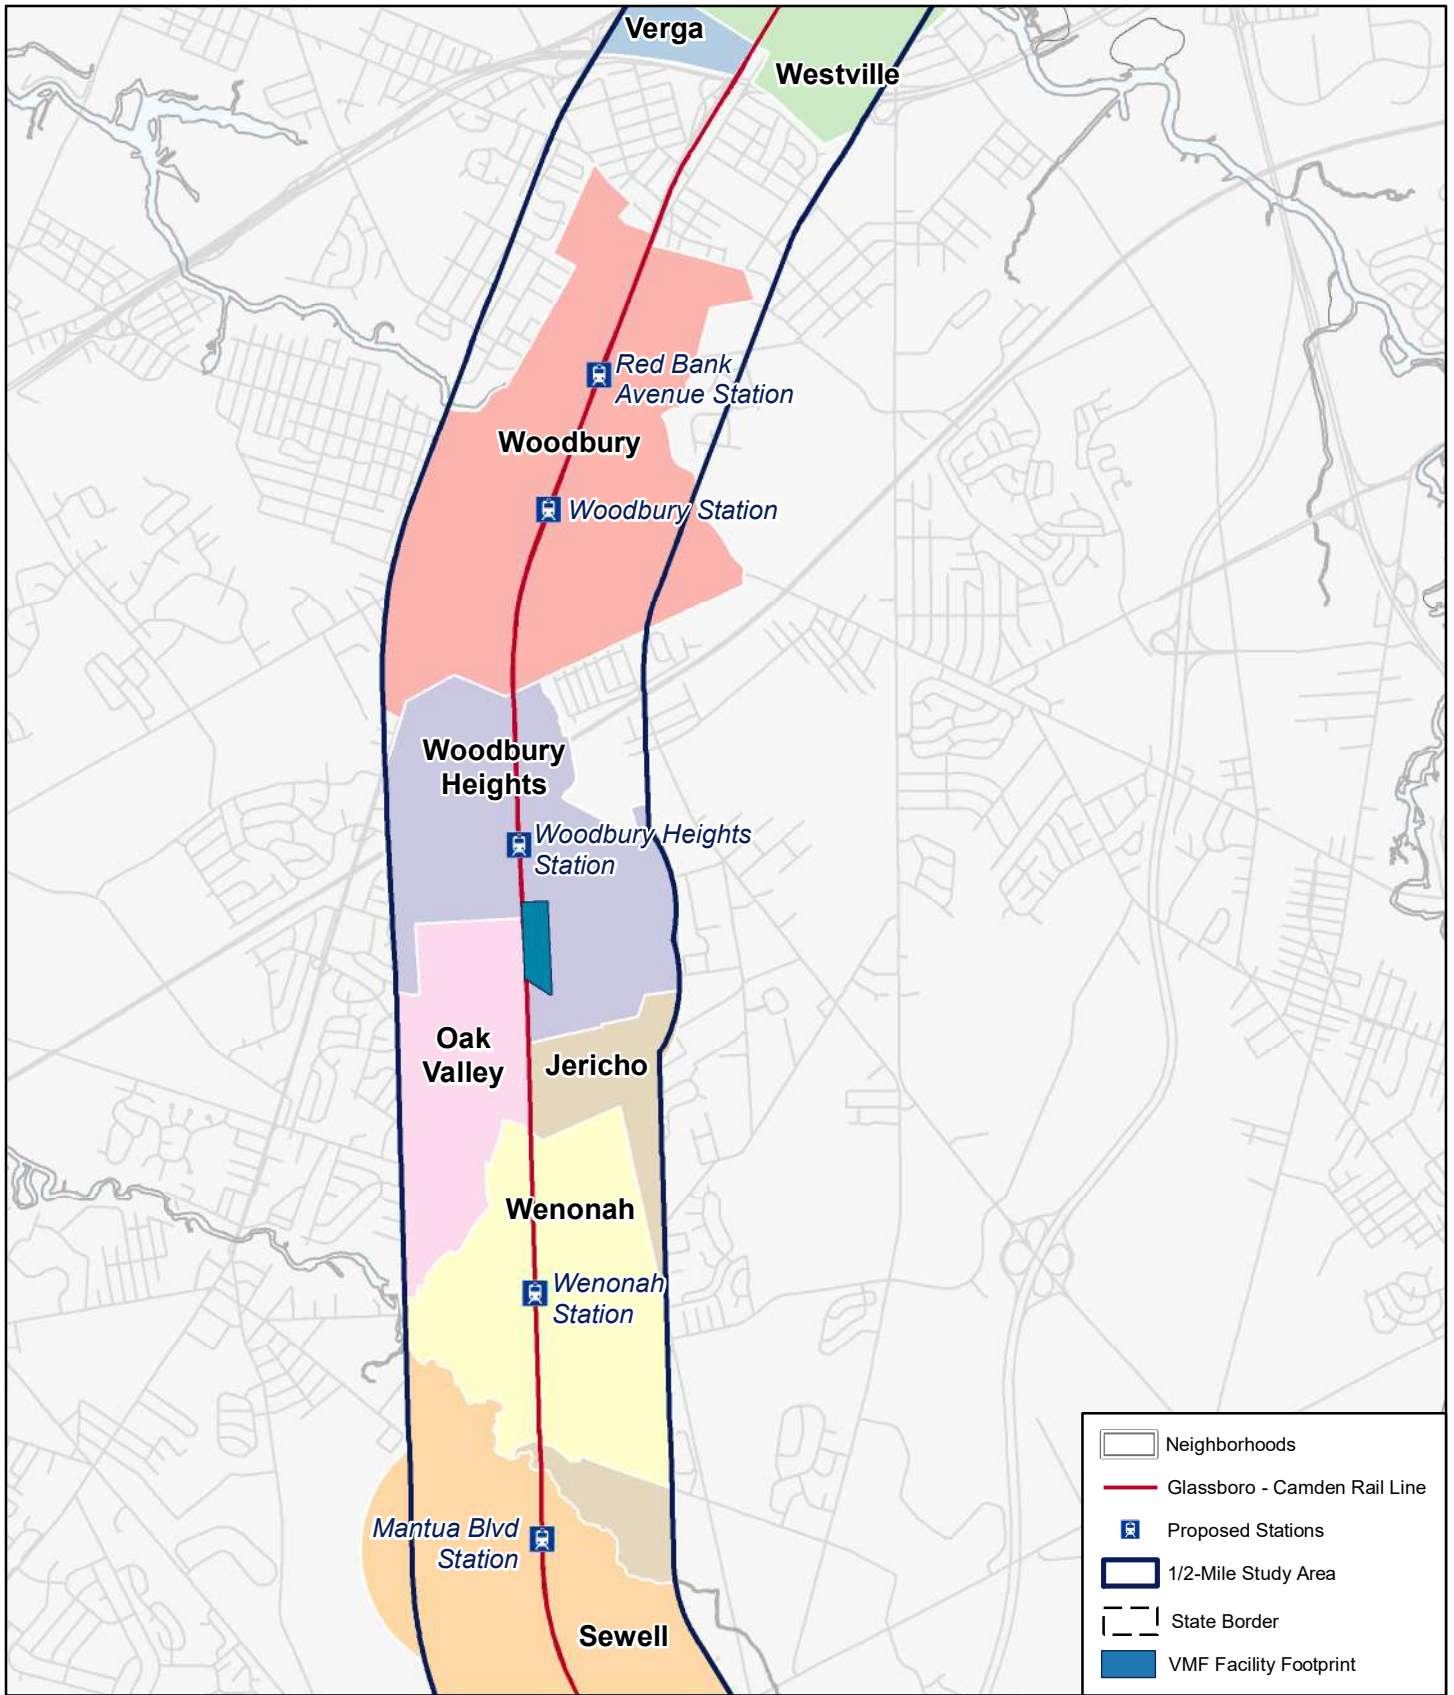 Verga
Westville
Red Bank
Avenue Station
Woodbury
Woodbury Station
Woodbury
Heights
Woodbury Heights
Station
Oak
Valley
Jericho
Wenonah
Wenonah
Station
Mantua Blvd
Station
Sewell
Neighborhoods
Glassboro - Camden Rail Line
Proposed Stations
1/2-Mile Study Area
State Border
VMF Facility Footprint